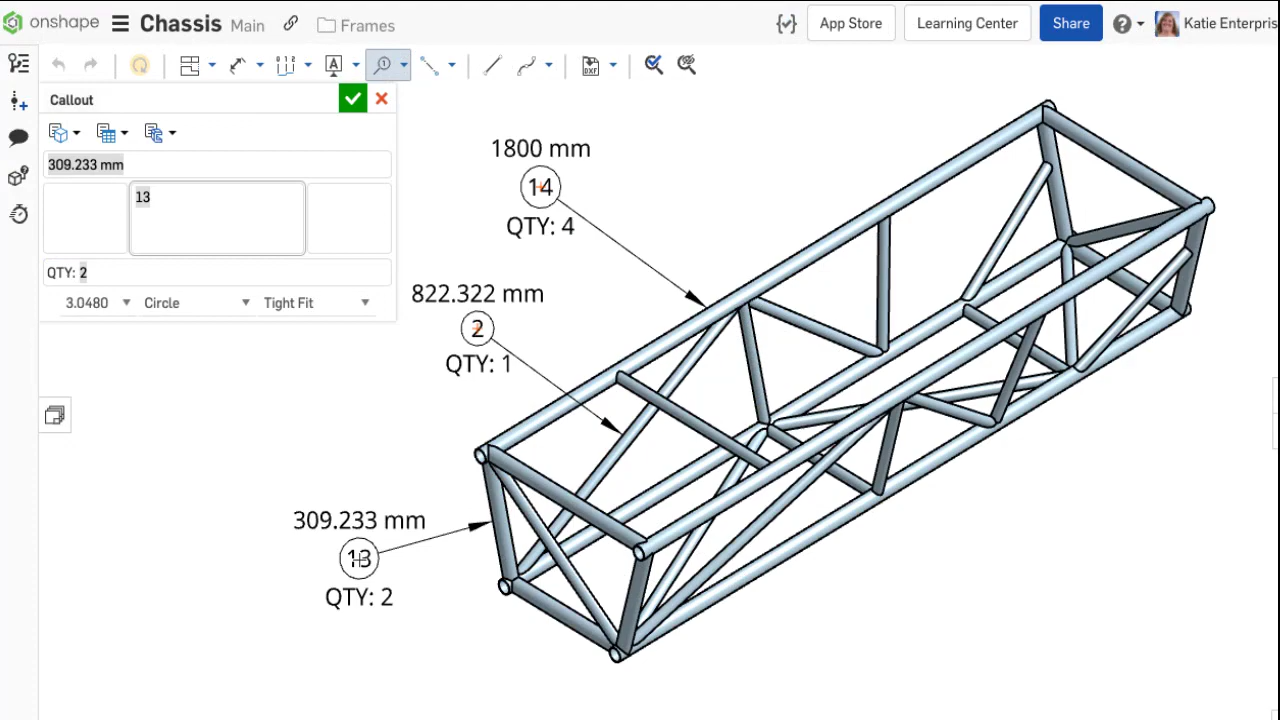 onshape Chassis Main Frames App Store Learning Center Share Katie Enterpris
Callout
309.233 mm
13
QTY: 2
3.0480 Circle Tight Fit
1800 mm
14
QTY: 4
822.322 mm
2
QTY: 1
309.233 mm
13
QTY: 2